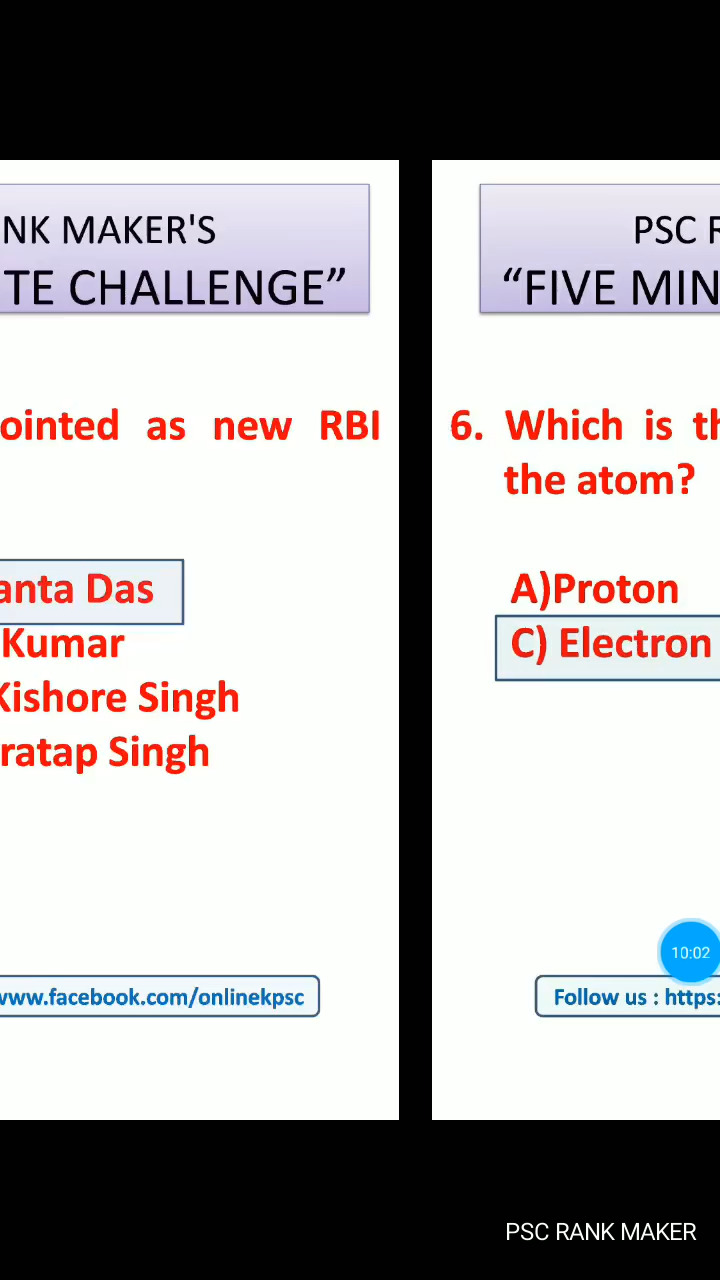 NK MAKER'S
TE CHALLENGE”
ointed as new RBI
anta Das
Kumar
Kishore Singh
ratap Singh
www.facebook.com/onlinekpsc
PSC R
“FIVE MIN
6. Which is th
the atom?
A)Proton
C) Electron
10:02
Follow us : https:
PSC RANK MAKER